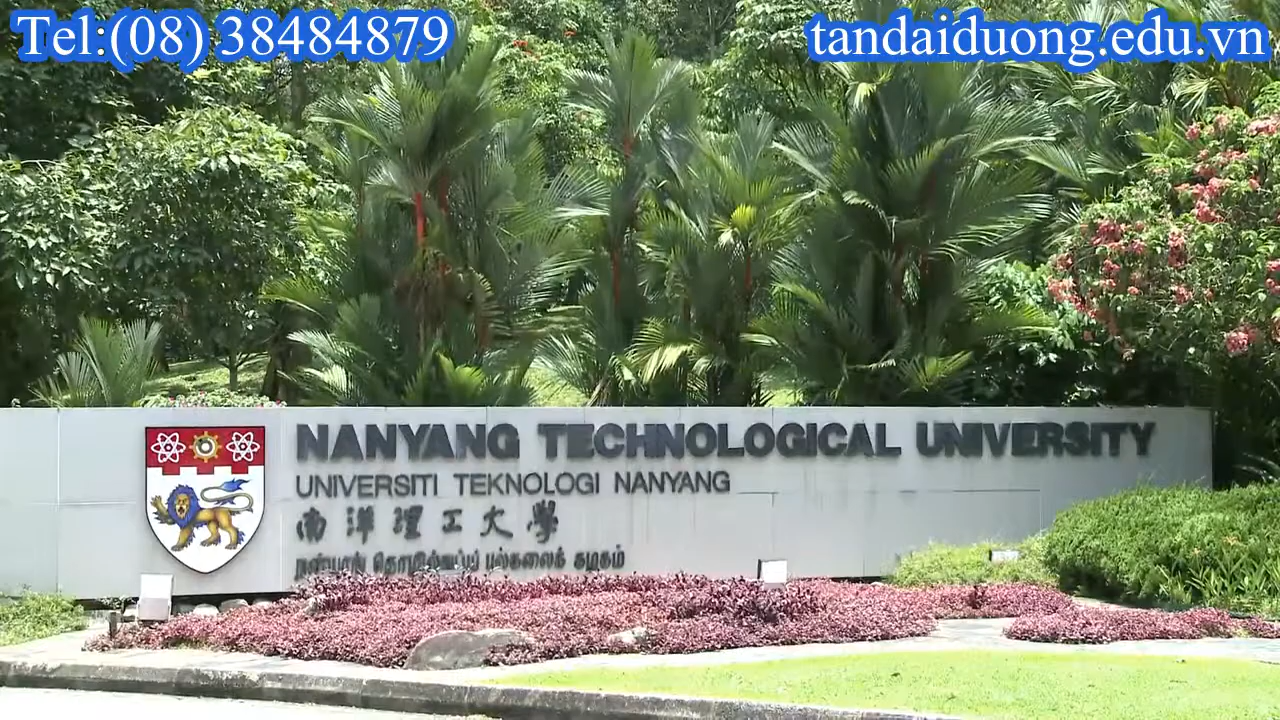 Tel:(08) 38484879
tandaiduong.edu.vn
NANYANG TECHNOLOGICAL UNIVERSITY
UNIVERSITI TEKNOLOGI NANYANG
南洋理工大學
நன்யாங் தொழில்நுட்பப் பல்கலைக் கழகம்